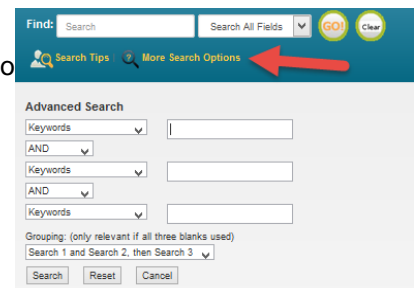 Find: Search Search All Fields GO! Clear
o Search Tips ? More Search Options
Advanced Search
Keywords
AND
Keywords
AND
Keywords
Grouping: (only relevant if all three blanks used)
Search 1 and Search 2, then Search 3
Search Reset Cancel